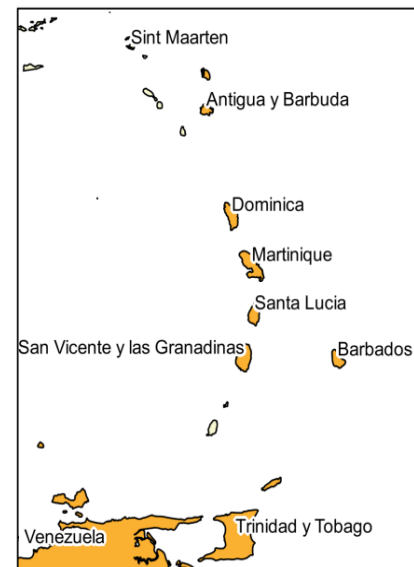 Sint Maarten
Antigua y Barbuda
Dominica
Martinique
Santa Lucia
San Vicente y las Granadinas
Barbados
Trinidad y Tobago
Venezuela